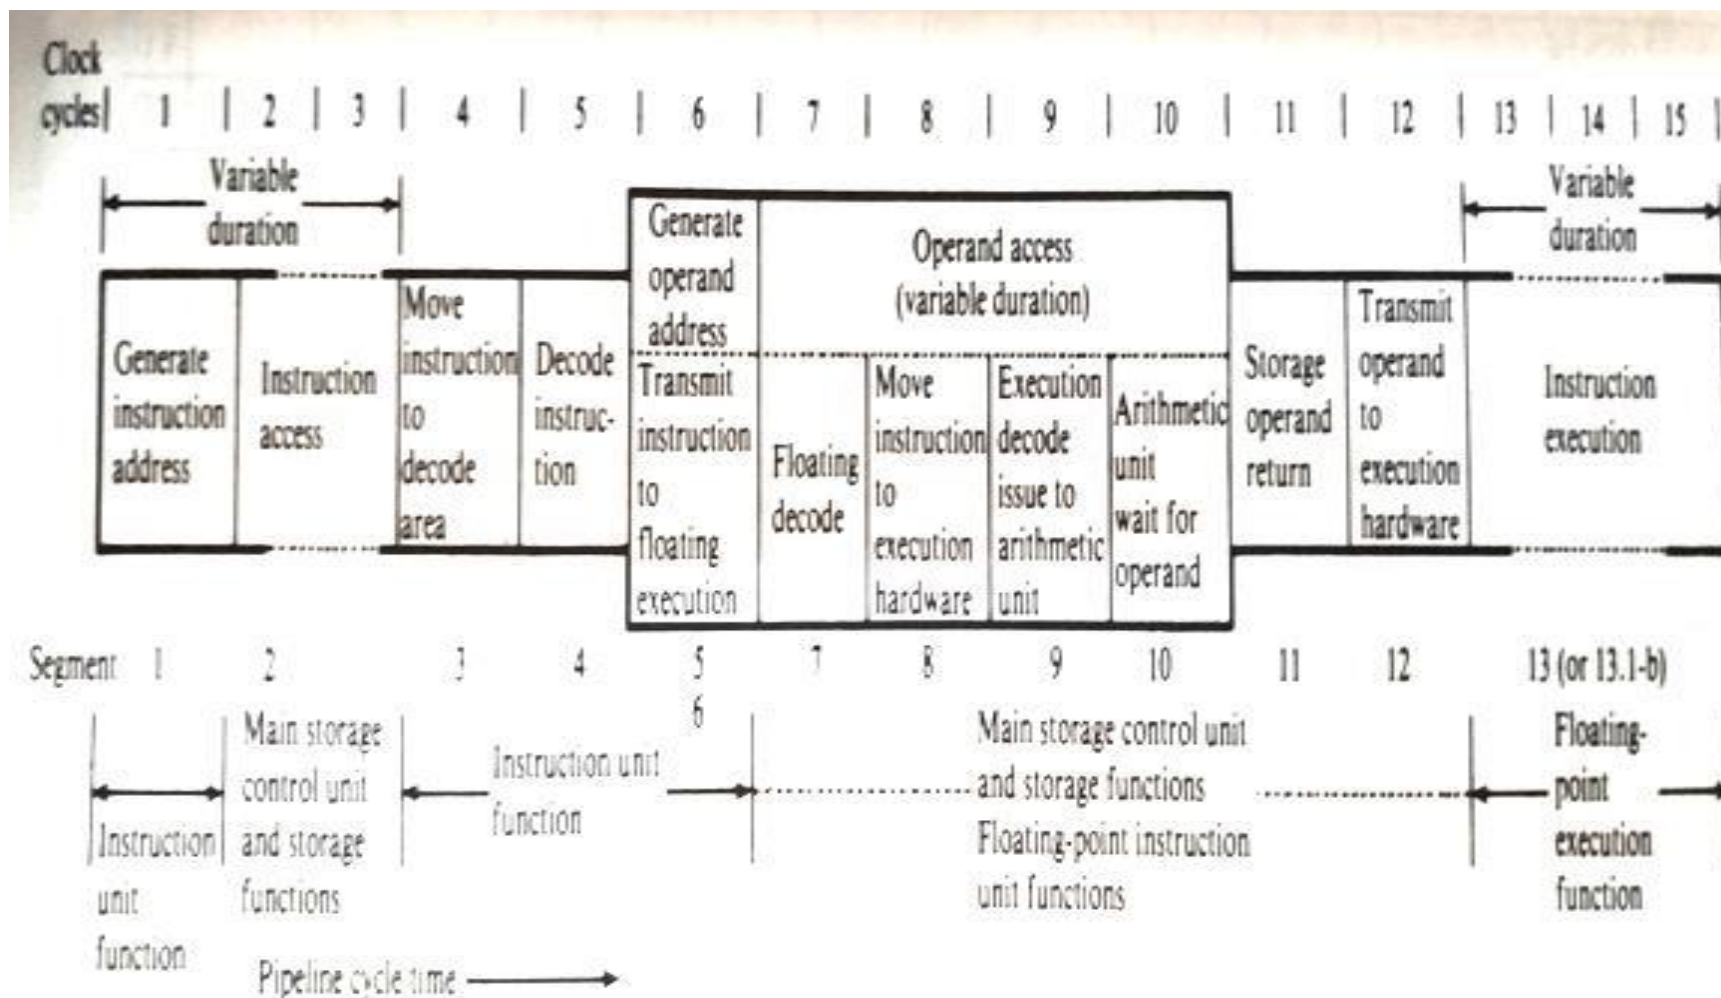 Clock
cycles 1 2 3 4 5 6 7 8 9 10 11 12 13 14 15
Variable
duration
Variable
duration
Generate
instruction
address
Instruction
access
Move
instruction
to
decode
area
Decode
instruc-
tion
Generate
operand
address
Operand access
(variable duration)
Transmit
instruction
to
floating
execution
Floating
decode
Move
instruction
to
execution
hardware
Execution
decode
issue to
arithmetic
unit
Arithmetic
unit
wait for
operand
Storage
operand
return
Transmit
operand
to
execution
hardware
Instruction
execution
Segment 1 2 3 4 5 7 8 9 10 11 12 13 (or 13.1-b)
6
Instruction
unit
function
Main storage
control unit
and storage
functions
Instruction unit
function
Main storage control unit
and storage functions
Floating-point instruction
unit functions
Floating-
point
execution
function
Pipeline cycle time